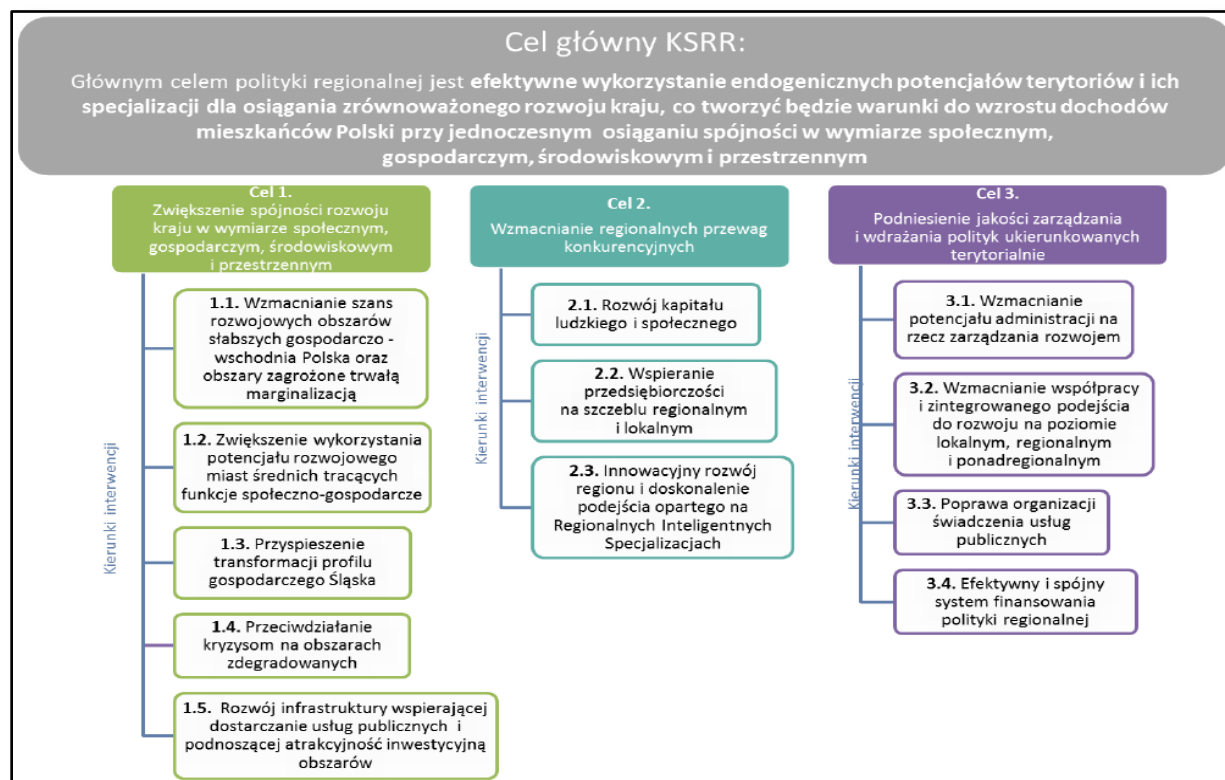 Cel główny KSRR:
Głównym celem polityki regionalnej jest efektywne wykorzystanie endogenicznych potencjałów terytoriów i ich
specjalizacji dla osiągania zrównoważonego rozwoju kraju, co tworzyć będzie warunki do wzrostu dochodów
mieszkańców Polski przy jednoczesnym osiąganiu spójności w wymiarze społecznym,
gospodarczym, środowiskowym i przestrzennym
Cel 1.
Zwiększenie spójności rozwoju
kraju w wymiarze społecznym,
gospodarczym, środowiskowym
i przestrzennym
Kierunki interwencji
1.1. Wzmacnianie szans
rozwojowych obszarów
słabszych gospodarczo -
wschodnia Polska oraz
obszary zagrożone trwałą
marginalizacją
1.2. Zwiększenie wykorzystania
potencjału rozwojowego
miast średnich tracących
funkcje społeczno-gospodarcze
1.3. Przyspieszenie
transformacji profilu
gospodarczego Śląska
1.4. Przeciwdziałanie
kryzysom na obszarach
zdegradowanych
1.5. Rozwój infrastruktury wspierającej
dostarczanie usług publicznych i
podnoszącej atrakcyjność inwestycyjną
obszarów
Cel 2.
Wzmacnianie regionalnych przewag
konkurencyjnych
Kierunki interwencji
2.1. Rozwój kapitału
ludzkiego i społecznego
2.2. Wspieranie
przedsiębiorczości
na szczeblu regionalnym
i lokalnym
2.3. Innowacyjny rozwój
regionu i doskonalenie
podejścia opartego na
Regionalnych Inteligentnych
Specjalizacjach
Cel 3.
Podniesienie jakości zarządzania
i wdrażania polityk ukierunkowanych
terytorialnie
Kierunki interwencji
3.1. Wzmacnianie
potencjału administracji na
rzecz zarządzania rozwojem
3.2. Wzmacnianie współpracy
i zintegrowanego podejścia
do rozwoju na poziomie
lokalnym, regionalnym
i ponadregionalnym
3.3. Poprawa organizacji
świadczenia usług
publicznych
3.4. Efektywny i spójny
system finansowania
polityki regionalnej